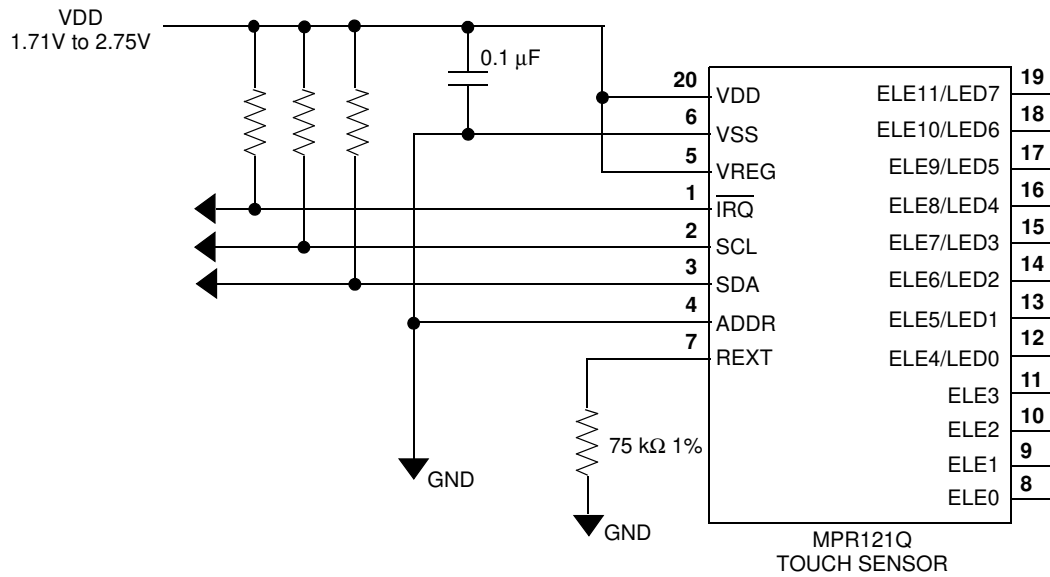 VDD
1.71V to 2.75V
0.1 μF
20
VDD
6
VSS
5
VREG
1
IRQ
2
SCL
3
SDA
4
ADDR
7
REXT
75 kΩ 1%
GND
GND
19
ELE11/LED7
18
ELE10/LED6
17
ELE9/LED5
16
ELE8/LED4
15
ELE7/LED3
14
ELE6/LED2
13
ELE5/LED1
12
ELE4/LED0
11
ELE3
10
ELE2
9
ELE1
8
ELE0
MPR121Q
TOUCH SENSOR